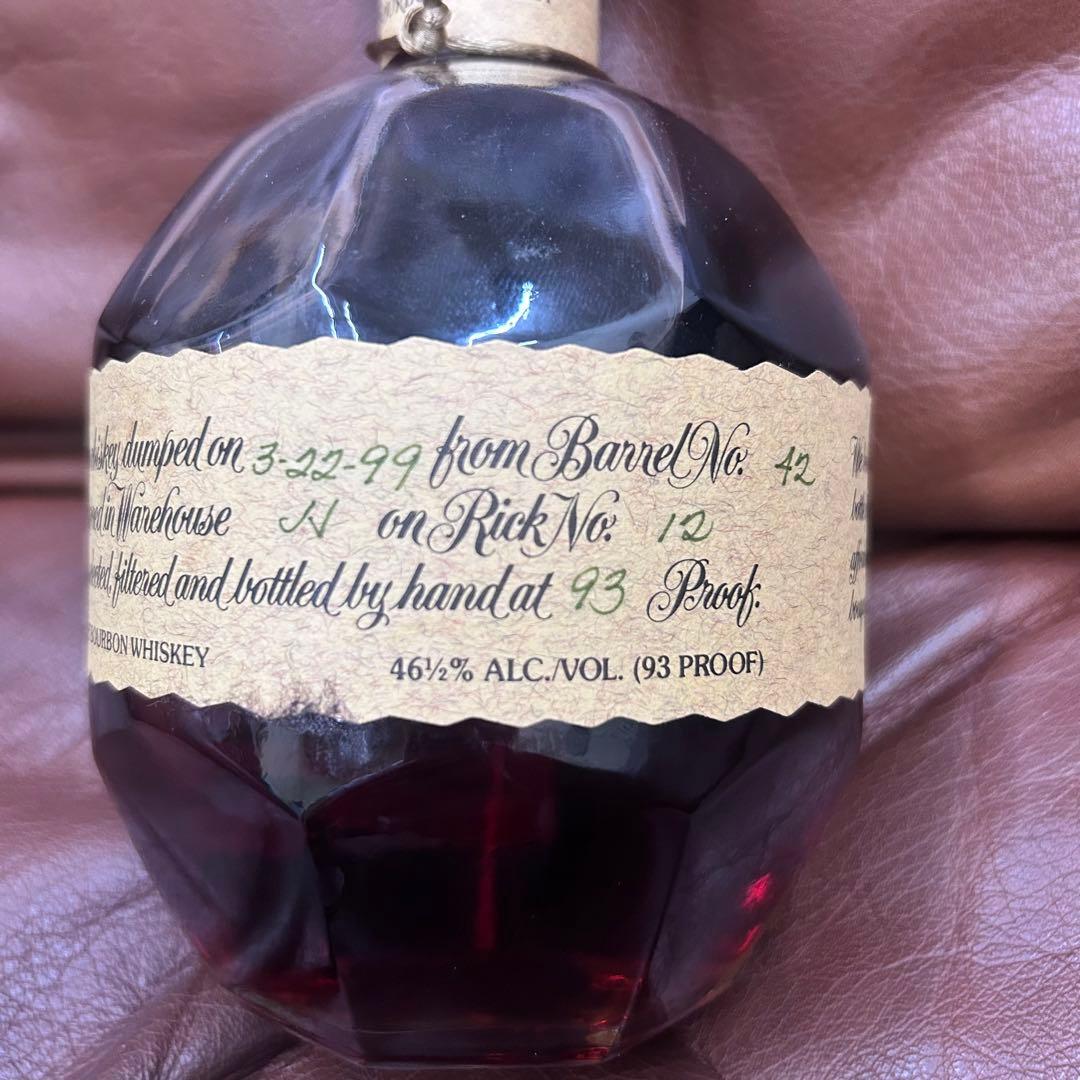 dumped on 3-22-99 from Barrel No. 42
in Warehouse H on Rick No. 12
filtered and bottled by hand at 93 Proof.
BOURBON WHISKEY
46½% ALC./VOL. (93 PROOF)